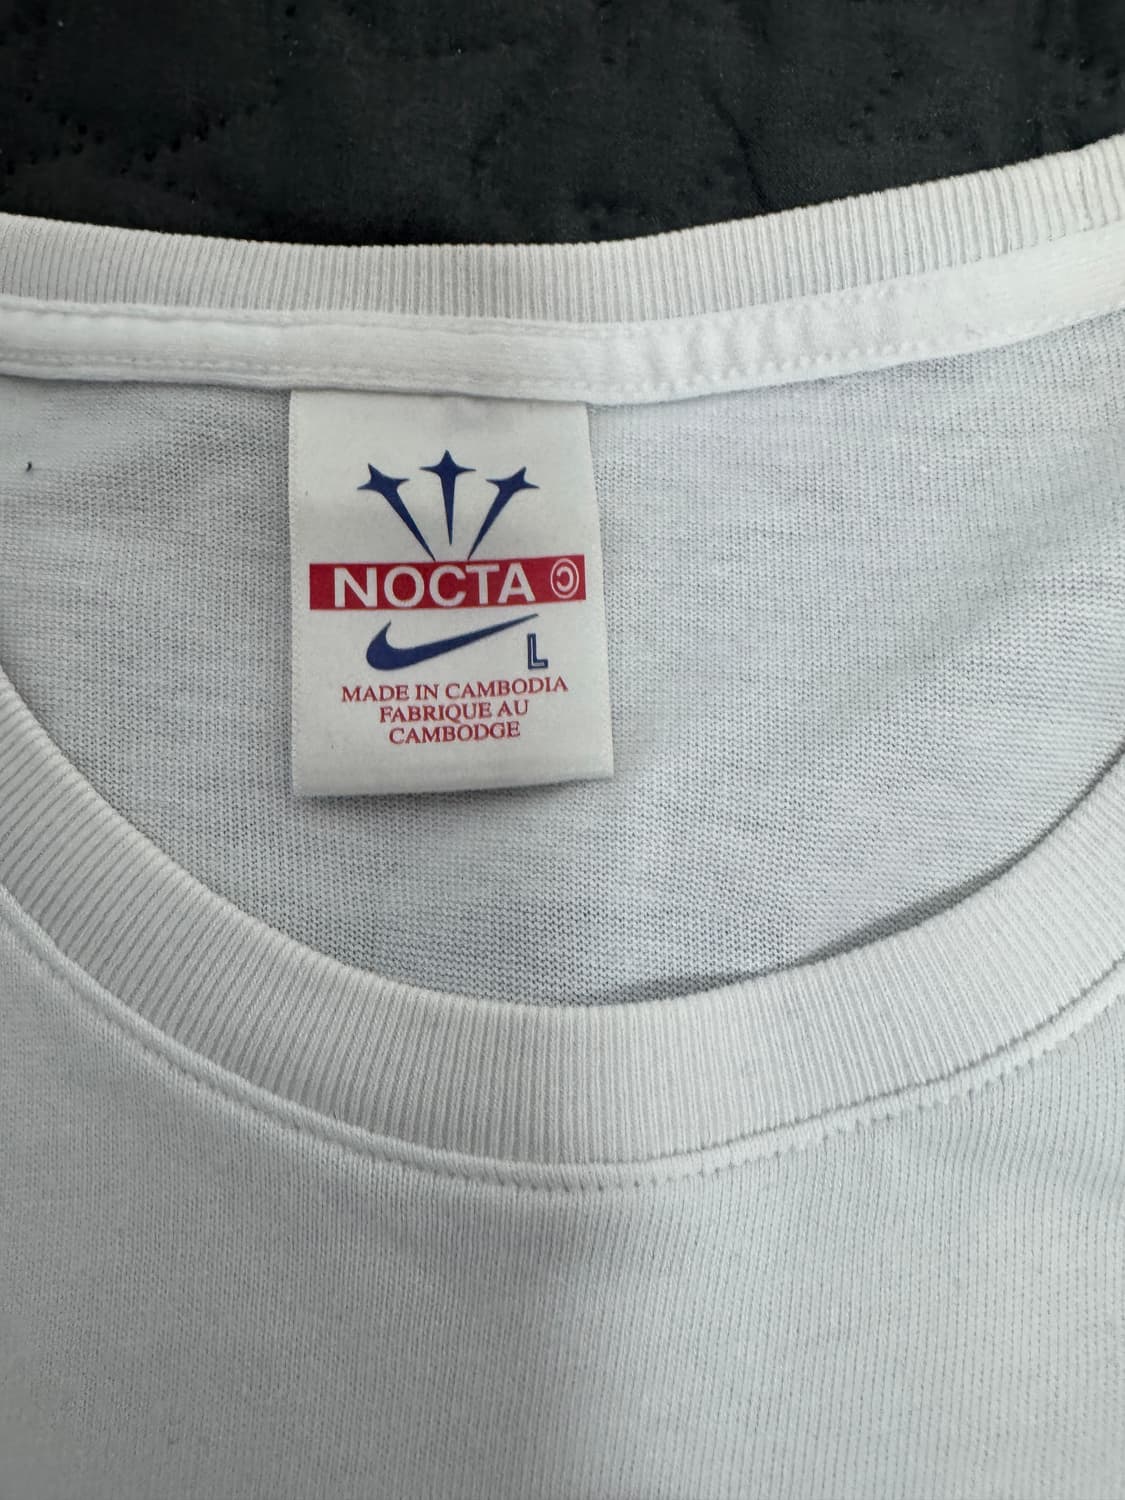 NOCTA ©
L
MADE IN CAMBODIA
FABRIQUE AU
CAMBODGE